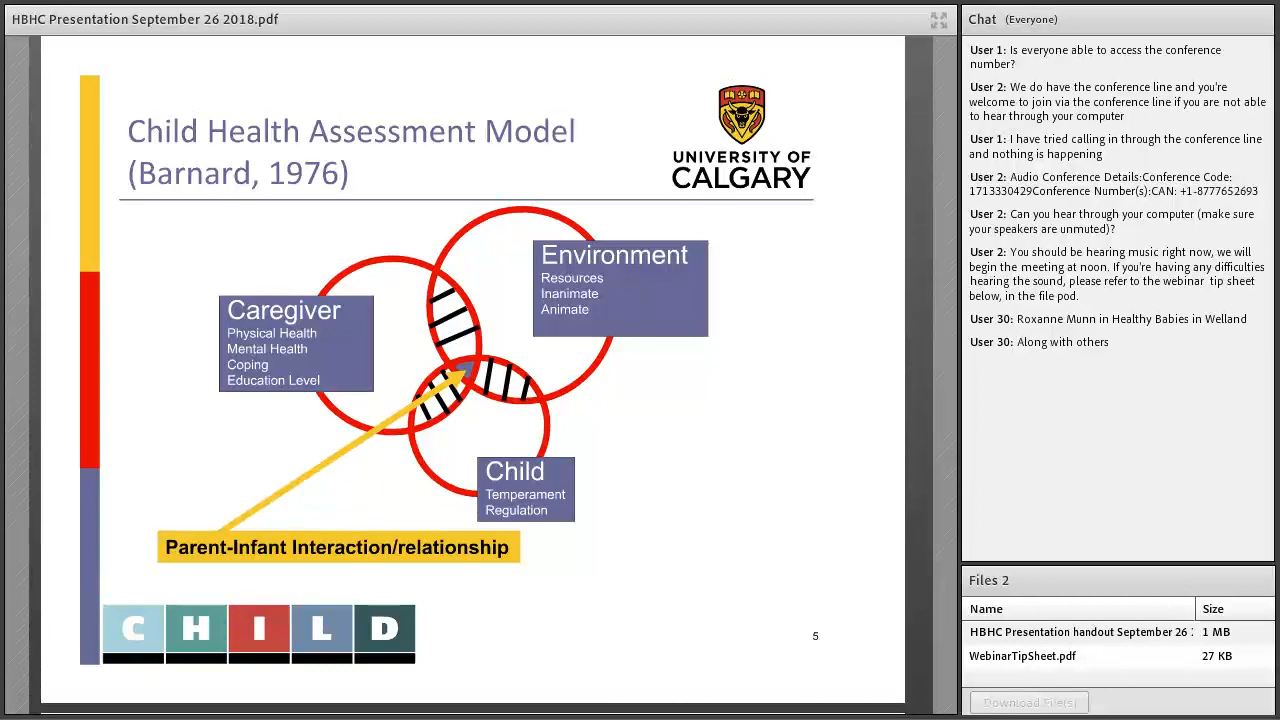 HBHC Presentation September 26 2018.pdf
Child Health Assessment Model
(Barnard, 1976)
UNIVERSITY OF
CALGARY
Environment
Resources
Inanimate
Animate
Caregiver
Physical Health
Mental Health
Coping
Education Level
Child
Temperament
Regulation
Parent-Infant Interaction/relationship
C H I L D
5
Chat (Everyone)
User 1: Is everyone able to access the conference
number?
User 2: We do have the conference line and you're
welcome to join via the conference line if you are not able
to hear through your computer
User 1: I have tried calling in through the conference line
and nothing is happening
User 2: Audio Conference Details:Conference Code:
1713330429Conference Number(s):CAN: +1-8777652693
User 2: Can you hear through your computer (make sure
your speakers are unmuted)?
User 2: You should be hearing music right now, we will
begin the meeting at noon. If you're having any difficulties
hearing the sound, please refer to the webinar tip sheet
below, in the file pod.
User 30: Roxanne Munn in Healthy Babies in Welland
User 30: Along with others
Files 2
Name Size
HBHC Presentation handout September 26 1 MB
WebinarTipSheet.pdf 27 KB
Download File(s)